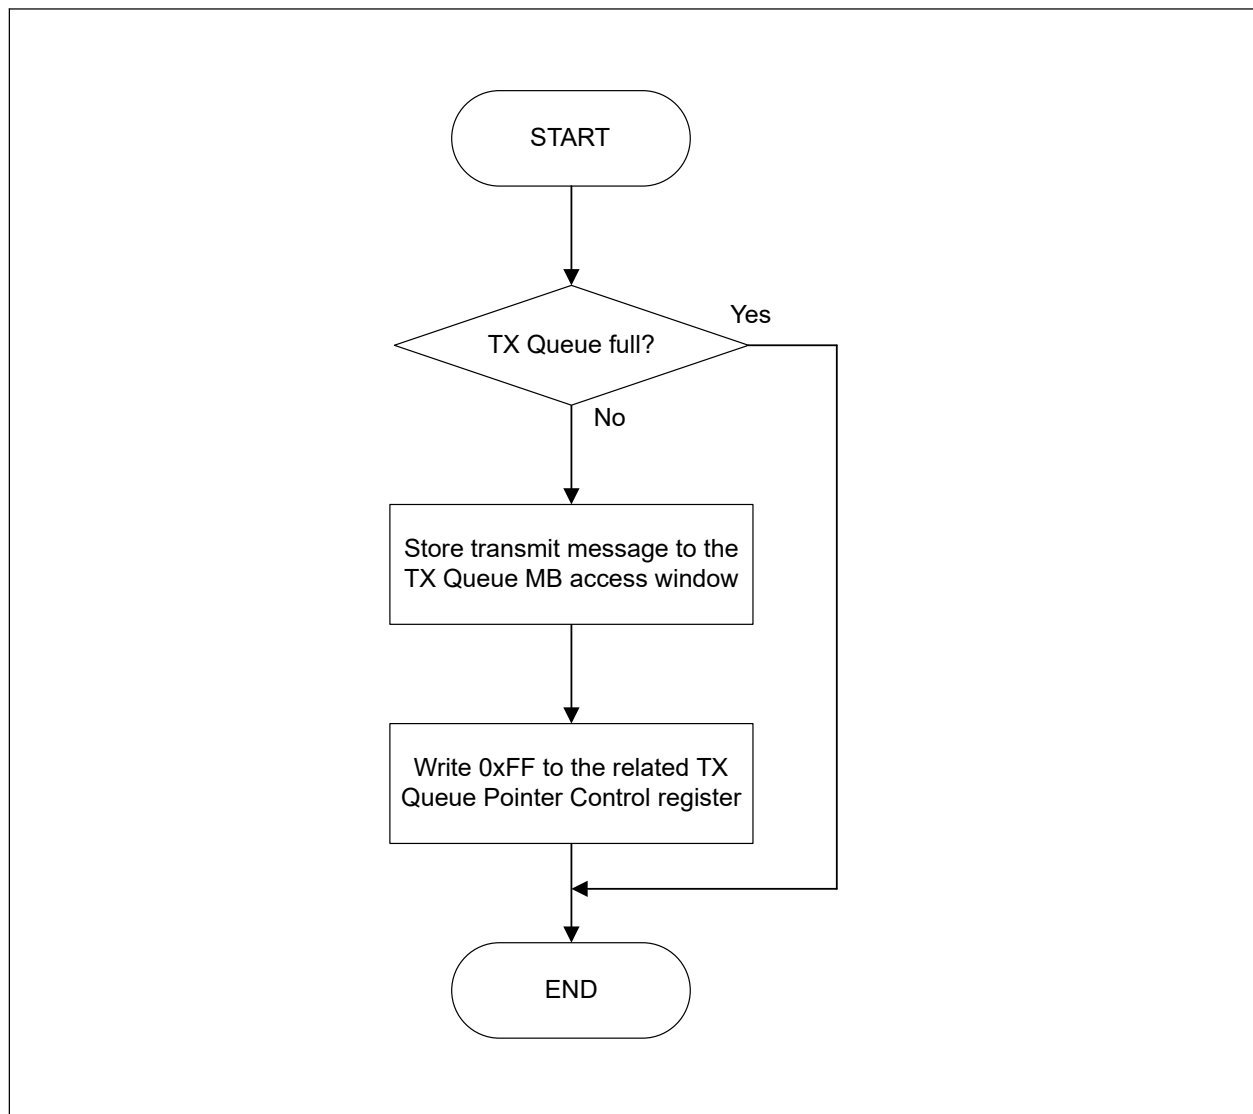 START
TX Queue full?
Yes
No
Store transmit message to the
TX Queue MB access window
Write 0xFF to the related TX
Queue Pointer Control register
END